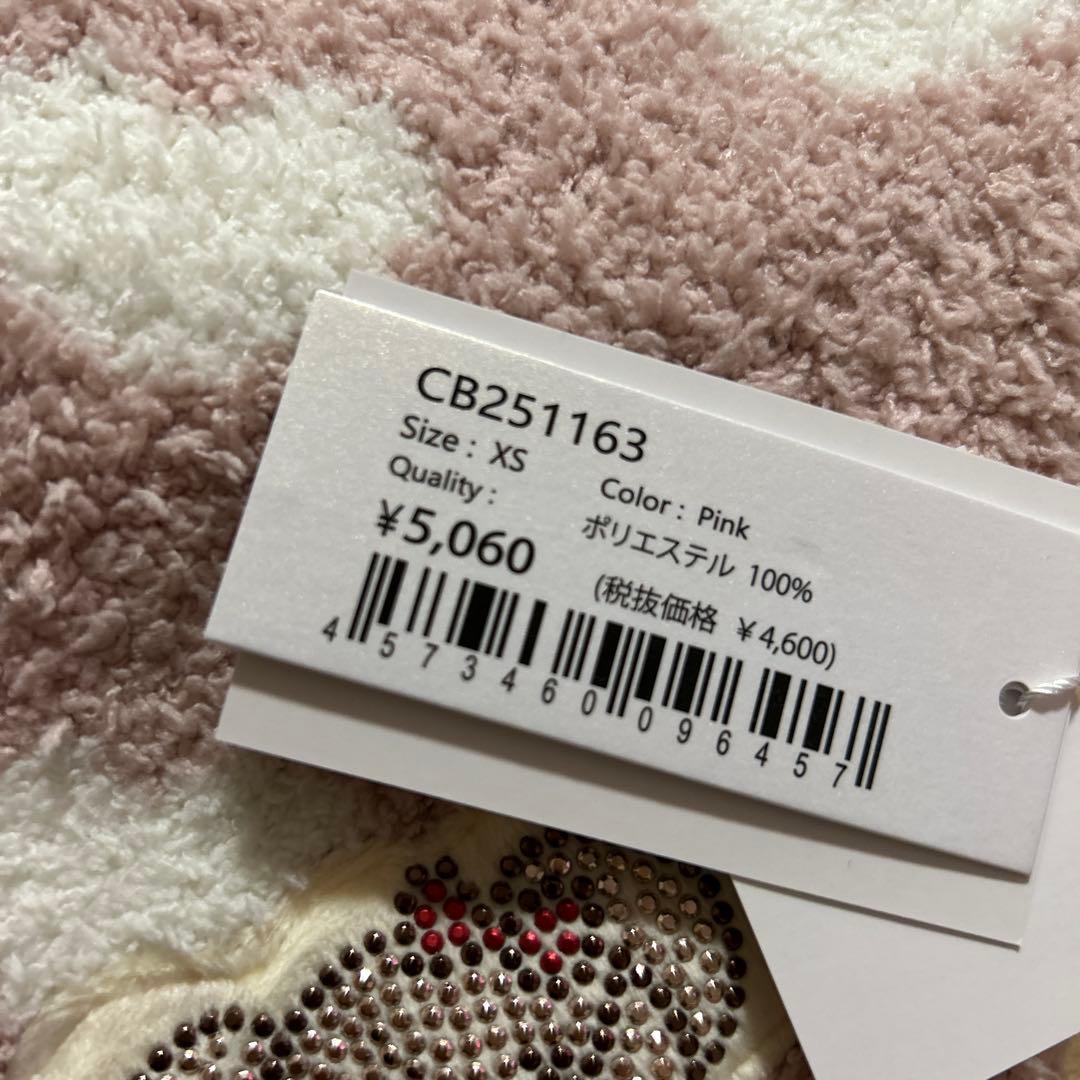 CB251163
Size : XS
Color : Pink
Quality :
ポリエステル 100%
¥5,060
(税抜価格 ¥4,600)
4573460096457